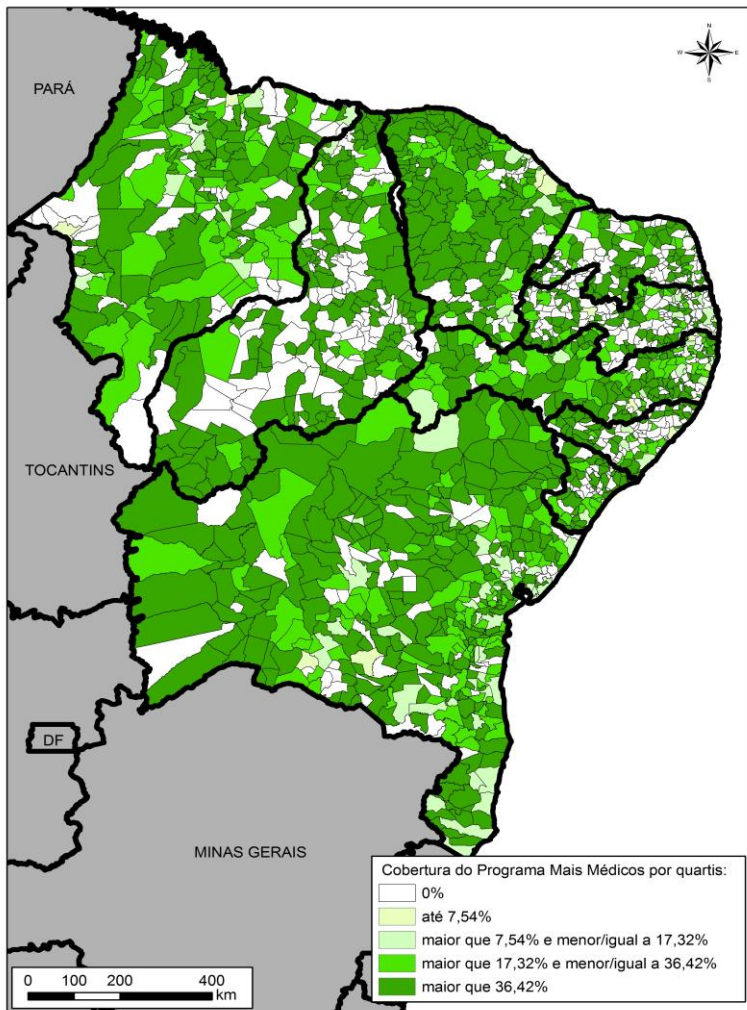 N
W E
S
PARÁ
TOCANTINS
DF
MINAS GERAIS
Cobertura do Programa Mais Médicos por quartis:
0%
até 7,54%
maior que 7,54% e menor/igual a 17,32%
maior que 17,32% e menor/igual a 36,42%
maior que 36,42%
0 100 200 400
km